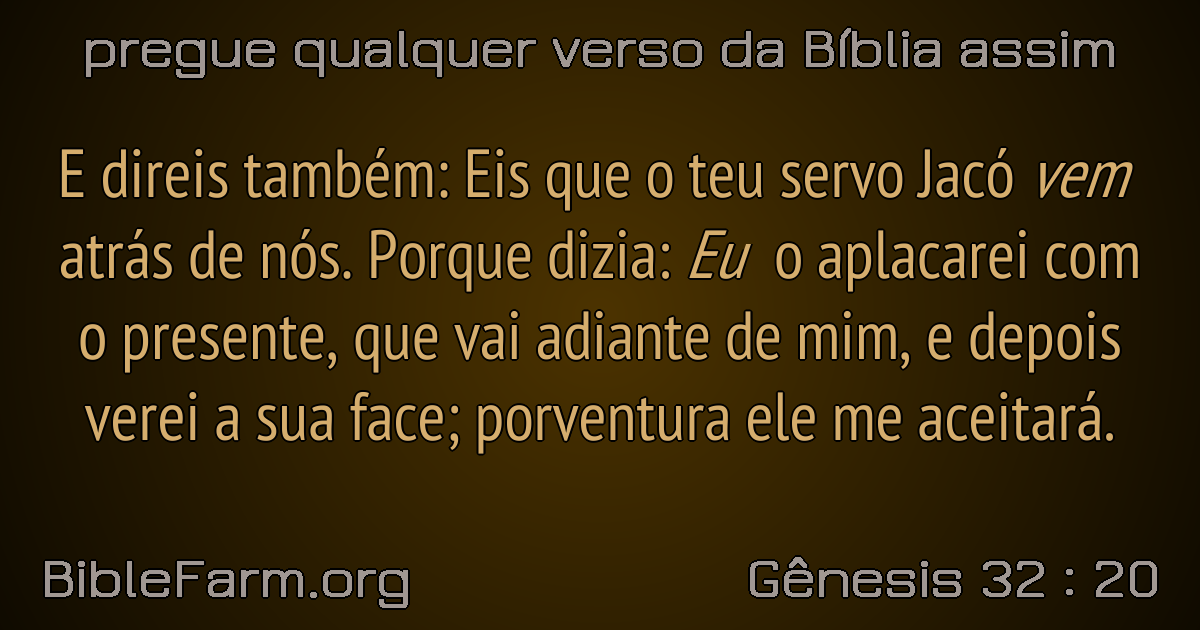 pregue qualquer verso da Bíblia assim
E direis também: Eis que o teu servo Jacó vem
atrás de nós. Porque dizia: Eu o aplacarei com
o presente, que vai adiante de mim, e depois
verei a sua face; porventura ele me aceitará.
BibleFarm.org
Gênesis 32 : 20